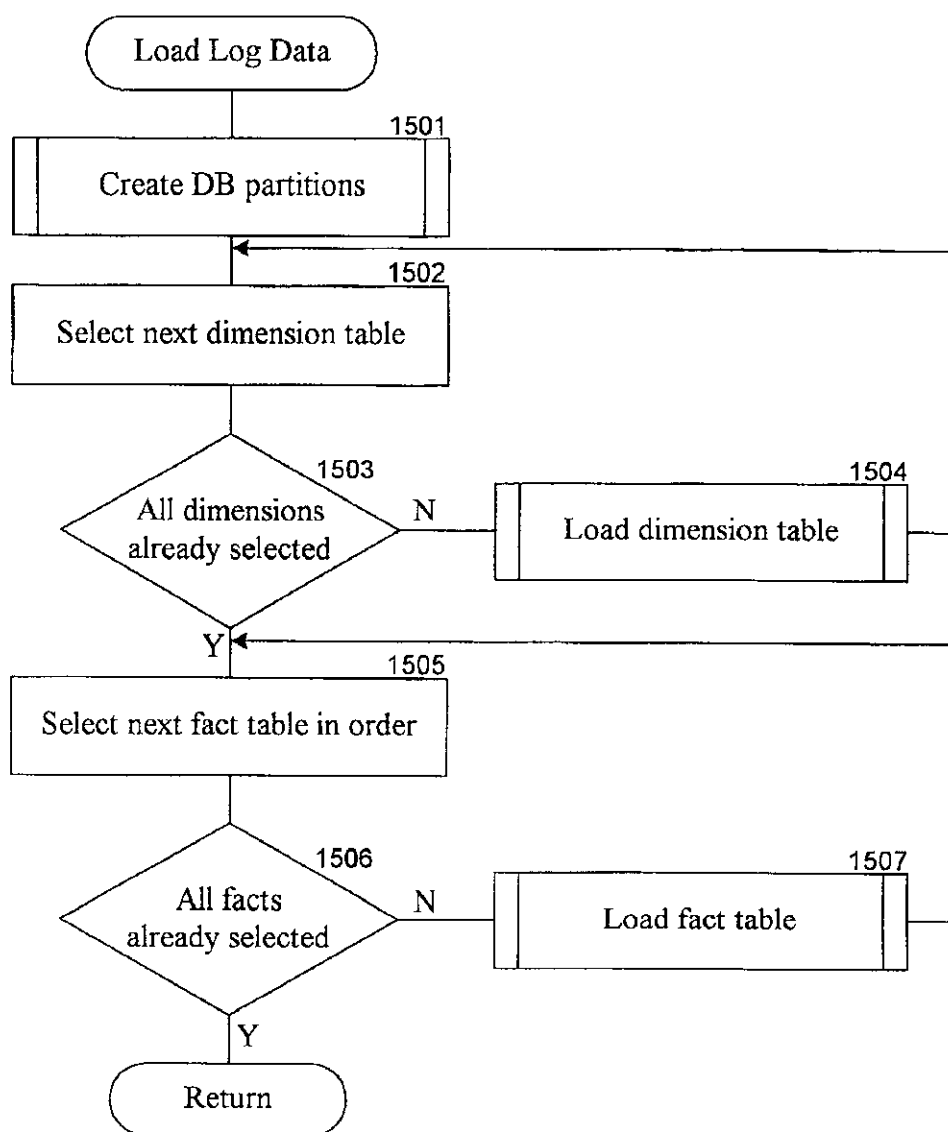 Load Log Data
1501
Create DB partitions
1502
Select next dimension table
1503
All dimensions
already selected
N
1504
Load dimension table
Y
1505
Select next fact table in order
1506
All facts
already selected
N
1507
Load fact table
Y
Return